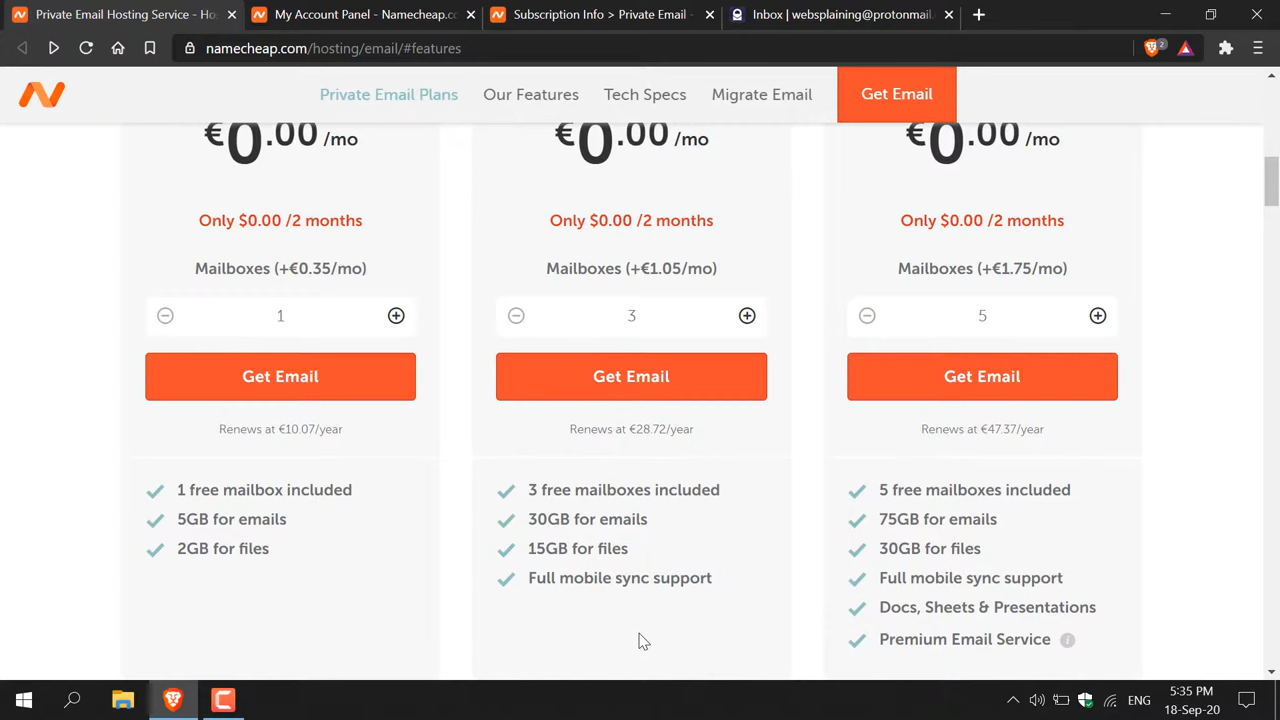 Private Email Hosting Service - Ho
My Account Panel - Namecheap.co
Subscription Info > Private Email -
Inbox | websplaining@protonmail.
namecheap.com/hosting/email/#features
2
Private Email Plans
Our Features
Tech Specs
Migrate Email
Get Email
€0.00 /mo
€0.00 /mo
€0.00 /mo
Only $0.00 /2 months
Only $0.00 /2 months
Only $0.00 /2 months
Mailboxes (+€0.35/mo)
Mailboxes (+€1.05/mo)
Mailboxes (+€1.75/mo)
1
3
5
Get Email
Get Email
Get Email
Renews at €10.07/year
Renews at €28.72/year
Renews at €47.37/year
1 free mailbox included
5GB for emails
2GB for files
3 free mailboxes included
30GB for emails
15GB for files
Full mobile sync support
5 free mailboxes included
75GB for emails
30GB for files
Full mobile sync support
Docs, Sheets & Presentations
Premium Email Service i
ENG
5:35 PM
18-Sep-20